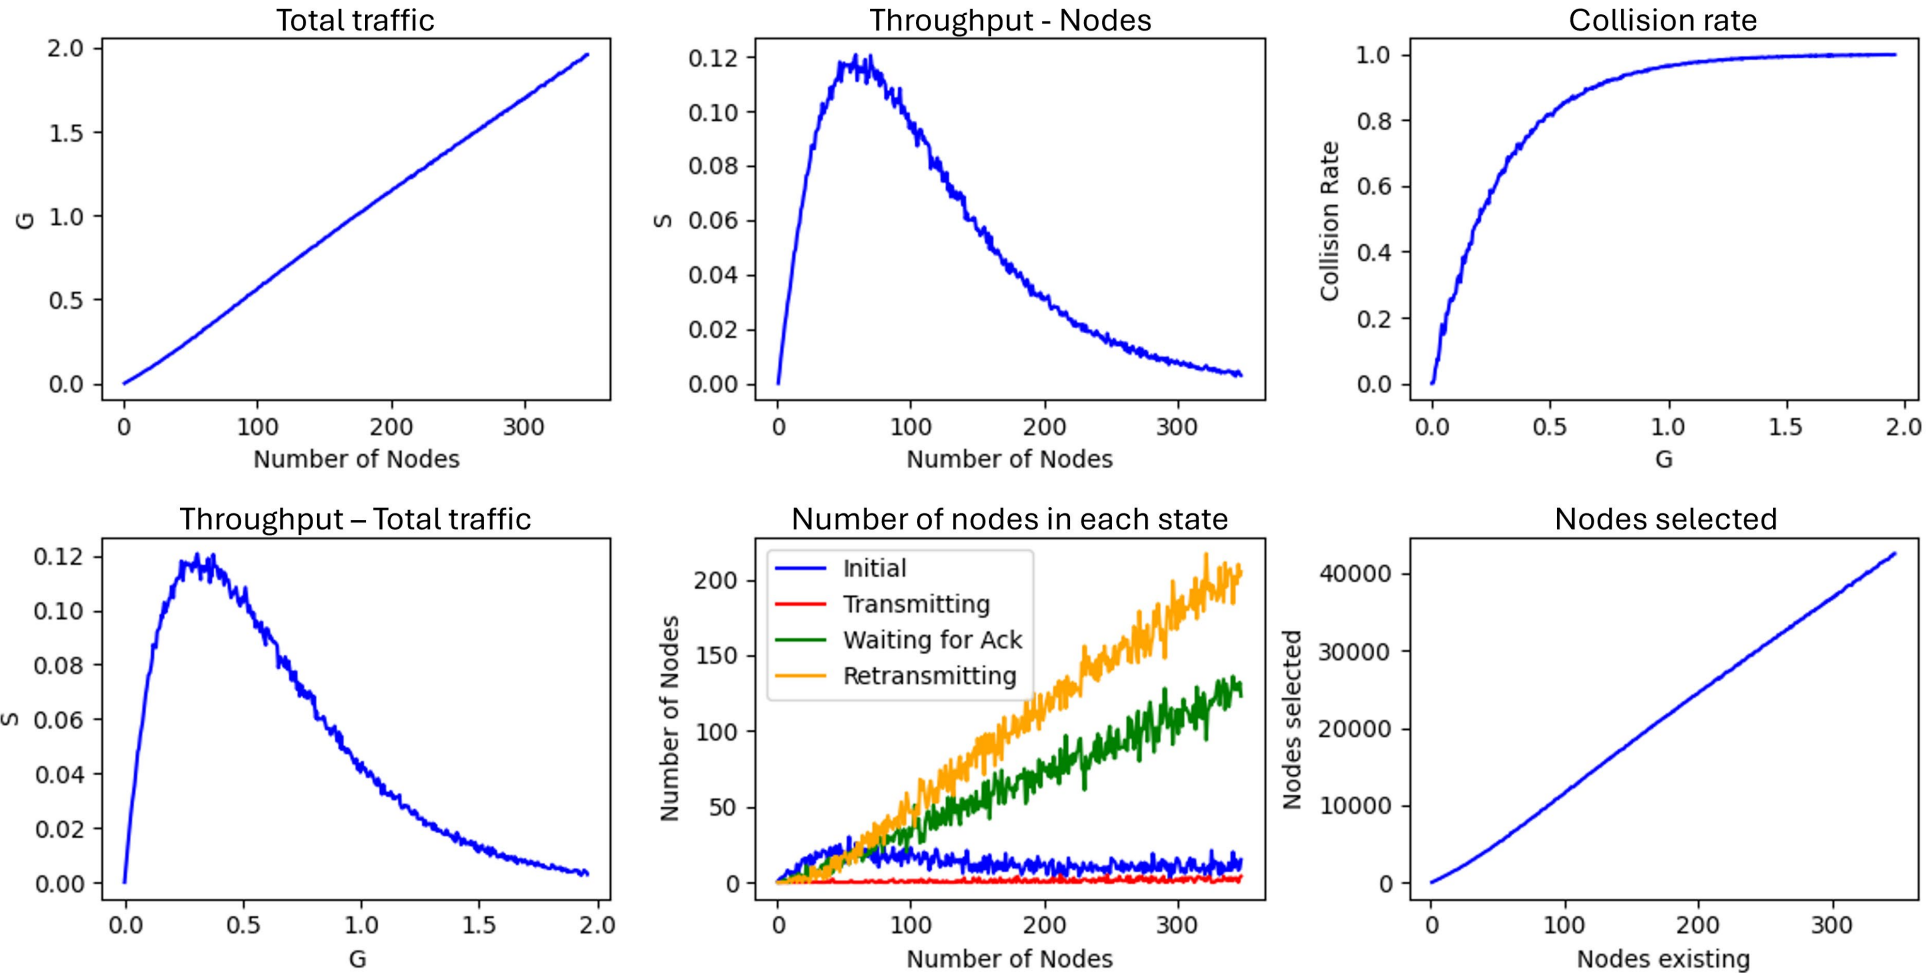 Total traffic
2.0
1.5
1.0
0.5
0.0
G
0
100
200
300
Number of Nodes
Throughput - Nodes
0.12
0.10
0.08
0.06
0.04
0.02
0.00
S
0
100
200
300
Number of Nodes
Collision rate
1.0
0.8
0.6
0.4
0.2
0.0
Collision Rate
0.0
0.5
1.0
1.5
2.0
G
Throughput – Total traffic
0.12
0.10
0.08
0.06
0.04
0.02
0.00
S
0.0
0.5
1.0
1.5
2.0
G
Number of nodes in each state
Initial
Transmitting
Waiting for Ack
Retransmitting
200
150
100
50
0
Number of Nodes
0
100
200
300
Number of Nodes
Nodes selected
40000
30000
20000
10000
0
Nodes selected
0
100
200
300
Nodes existing